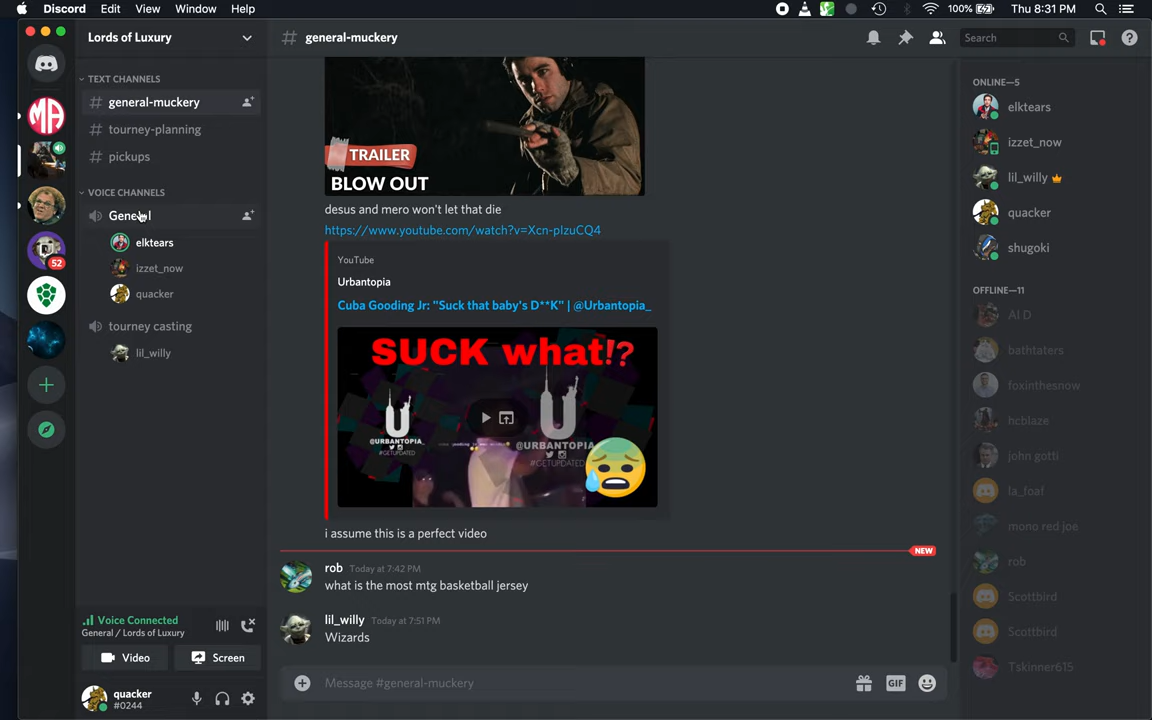 Discord Edit View Window Help
100% Thu 8:31 PM
Lords of Luxury
# general-muckery
Search
TEXT CHANNELS
# general-muckery
# tourney-planning
# pickups
VOICE CHANNELS
General
elktears
izzet_now
quacker
tourney casting
lil_willy
MA
52
TRAILER
BLOW OUT
desus and mero won't let that die
https://www.youtube.com/watch?v=Xcn-pIzuCQ4
YouTube
Urbantopia
Cuba Gooding Jr: "Suck that baby's D**K" | @Urbantopia_
SUCK what!?
U
@URBANTOPIA_
#GETUPDATED
U
@URBANTOPIA_
#GETUPDATED
i assume this is a perfect video
NEW
rob Today at 7:42 PM
what is the most mtg basketball jersey
lil_willy Today at 7:51 PM
Wizards
Message #general-muckery
GIF
Voice Connected
General / Lords of Luxury
Video
Screen
quacker
#0244
ONLINE—5
elktears
izzet_now
lil_willy
quacker
shugoki
OFFLINE—11
Al D
bathtaters
foxinthesnow
hcblaze
john gotti
la_foaf
mono red joe
rob
Scottbird
Scottbird
Tskinner615